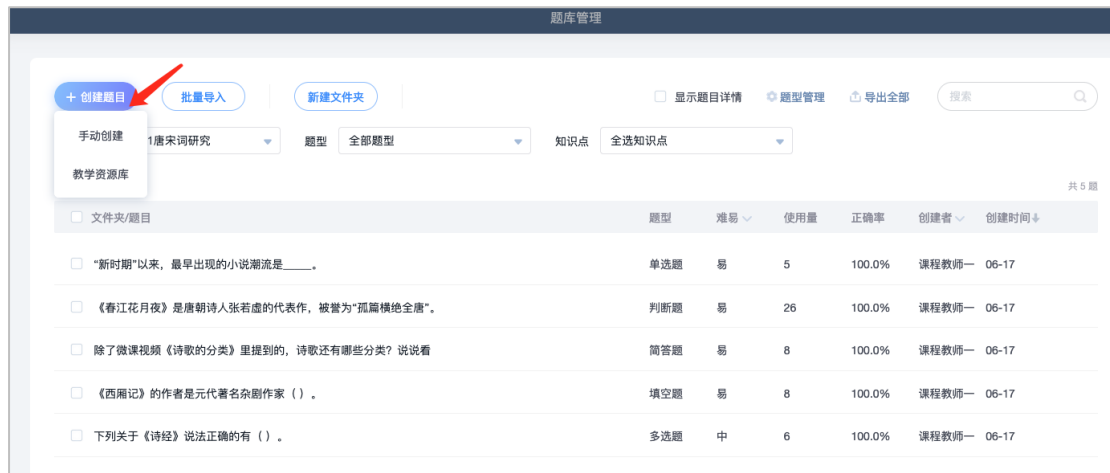 题库管理
+ 创建题目 批量导入 新建文件夹 显示题目详情 题型管理 导出全部 搜索
手动创建 1唐宋词研究 题型 全部题型 知识点 全选知识点
教学资源库
共 5 题
文件夹/题目 题型 难易 使用量 正确率 创建者 创建时间
“新时期”以来，最早出现的小说潮流是_____。 单选题 易 5 100.0% 课程教师一 06-17
《春江花月夜》是唐朝诗人张若虚的代表作，被誉为“孤篇横绝全唐”。 判断题 易 26 100.0% 课程教师一 06-17
除了微课视频《诗歌的分类》里提到的，诗歌还有哪些分类？说说看 简答题 易 8 100.0% 课程教师一 06-17
《西厢记》的作者是元代著名杂剧作家（ ）。 填空题 易 8 100.0% 课程教师一 06-17
下列关于《诗经》说法正确的有（ ）。 多选题 中 6 100.0% 课程教师一 06-17